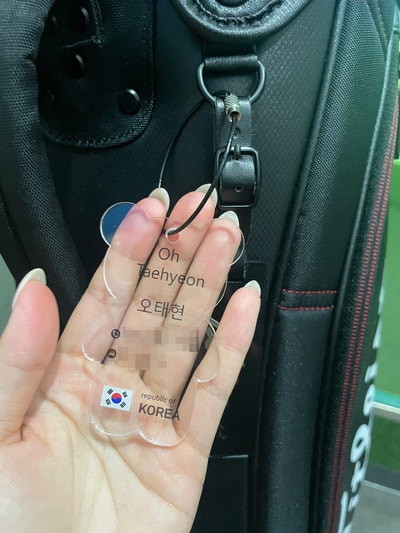 Oh
Taehyeon
오태현
republic of
KOREA